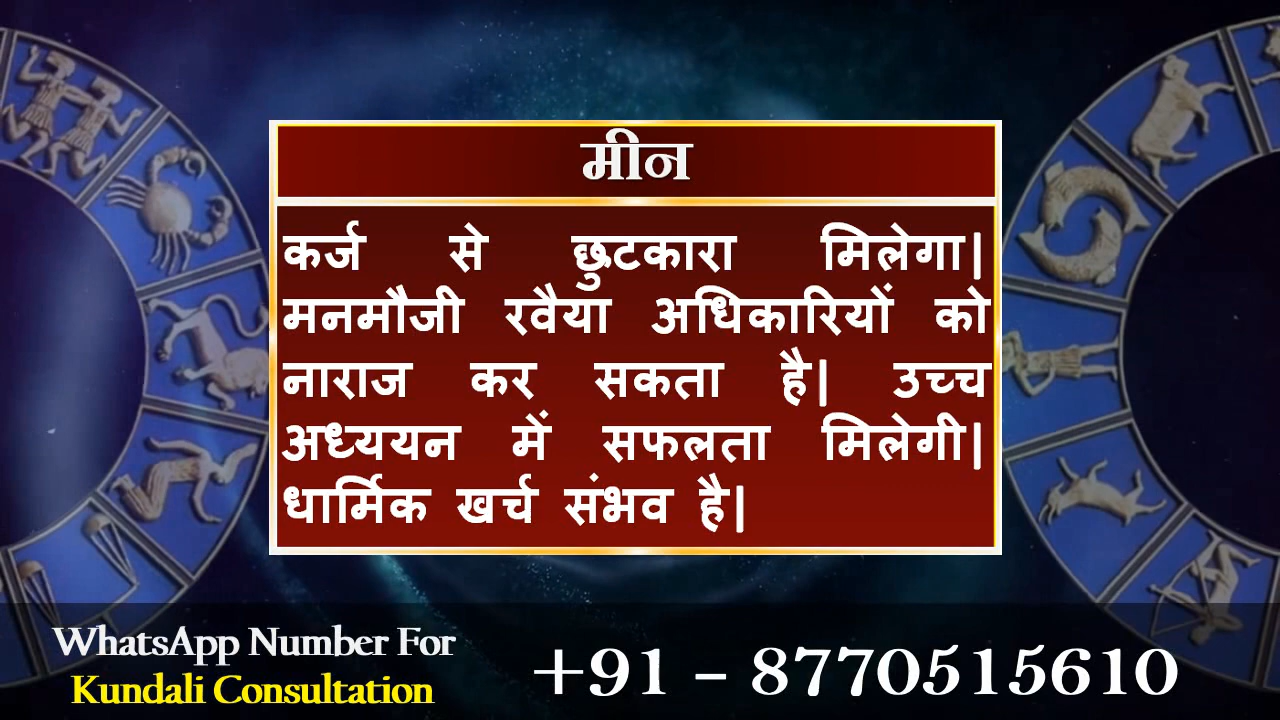 मीन
कर्ज से छुटकारा मिलेगा|
मनमौजी रवैया अधिकारियों को
नाराज कर सकता है| उच्च
अध्ययन में सफलता मिलेगी|
धार्मिक खर्च संभव है|
WhatsApp Number For
Kundali Consultation
+91 - 8770515610